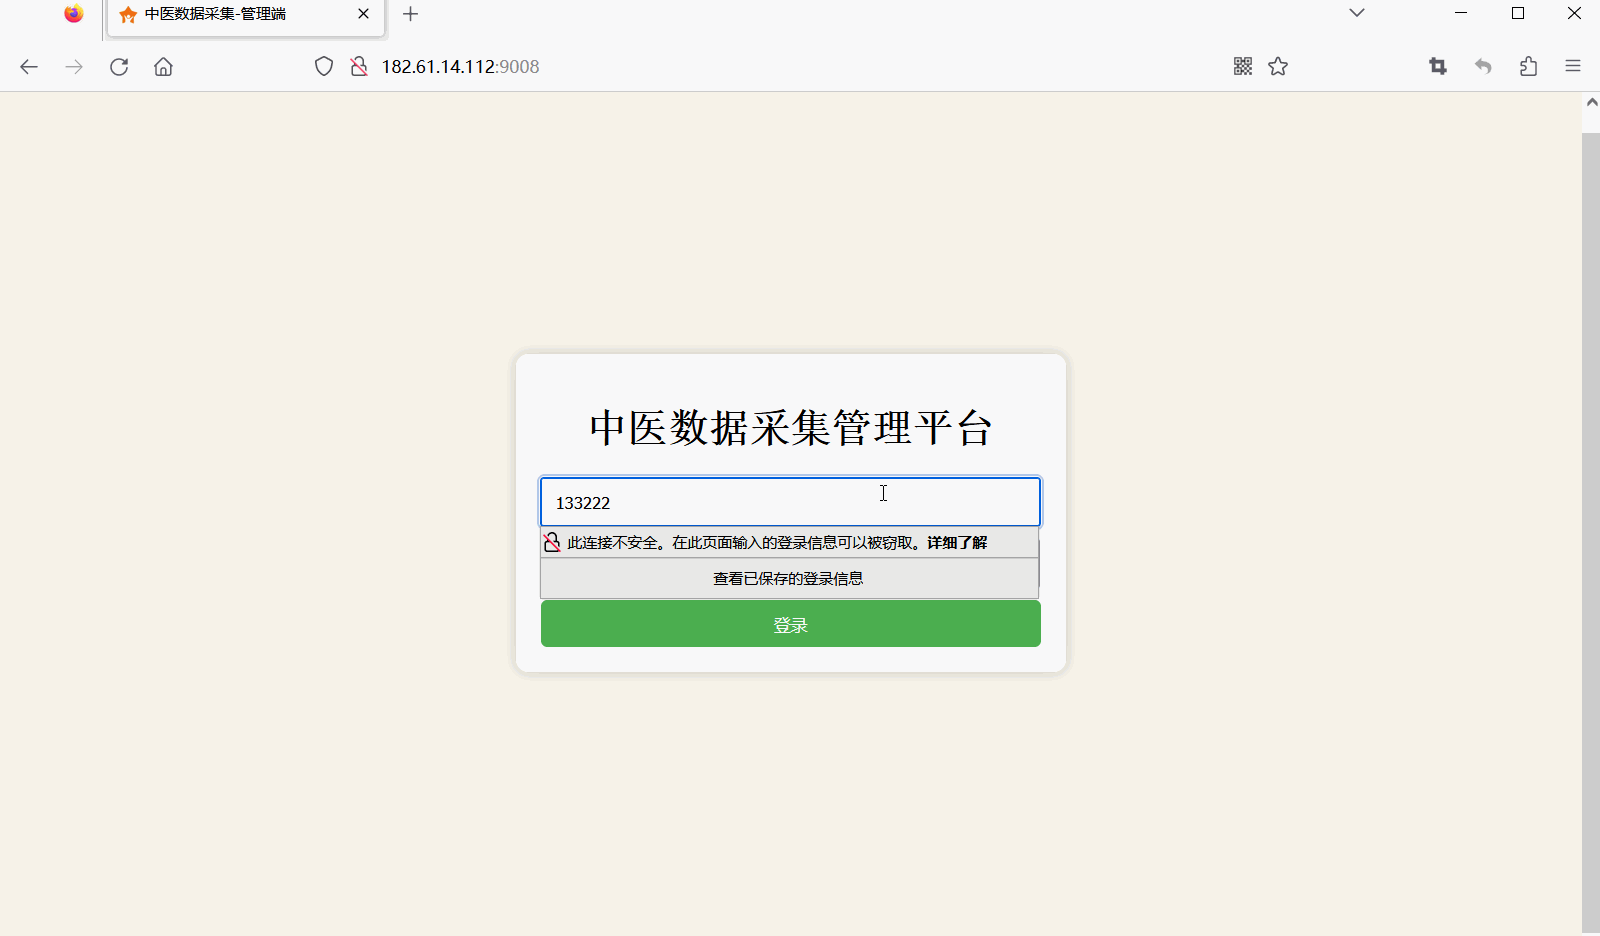 中医数据采集-管理端
182.61.14.112:9008
中医数据采集管理平台
133222
此连接不安全。在此页面输入的登录信息可以被窃取。详细了解
查看已保存的登录信息
登录